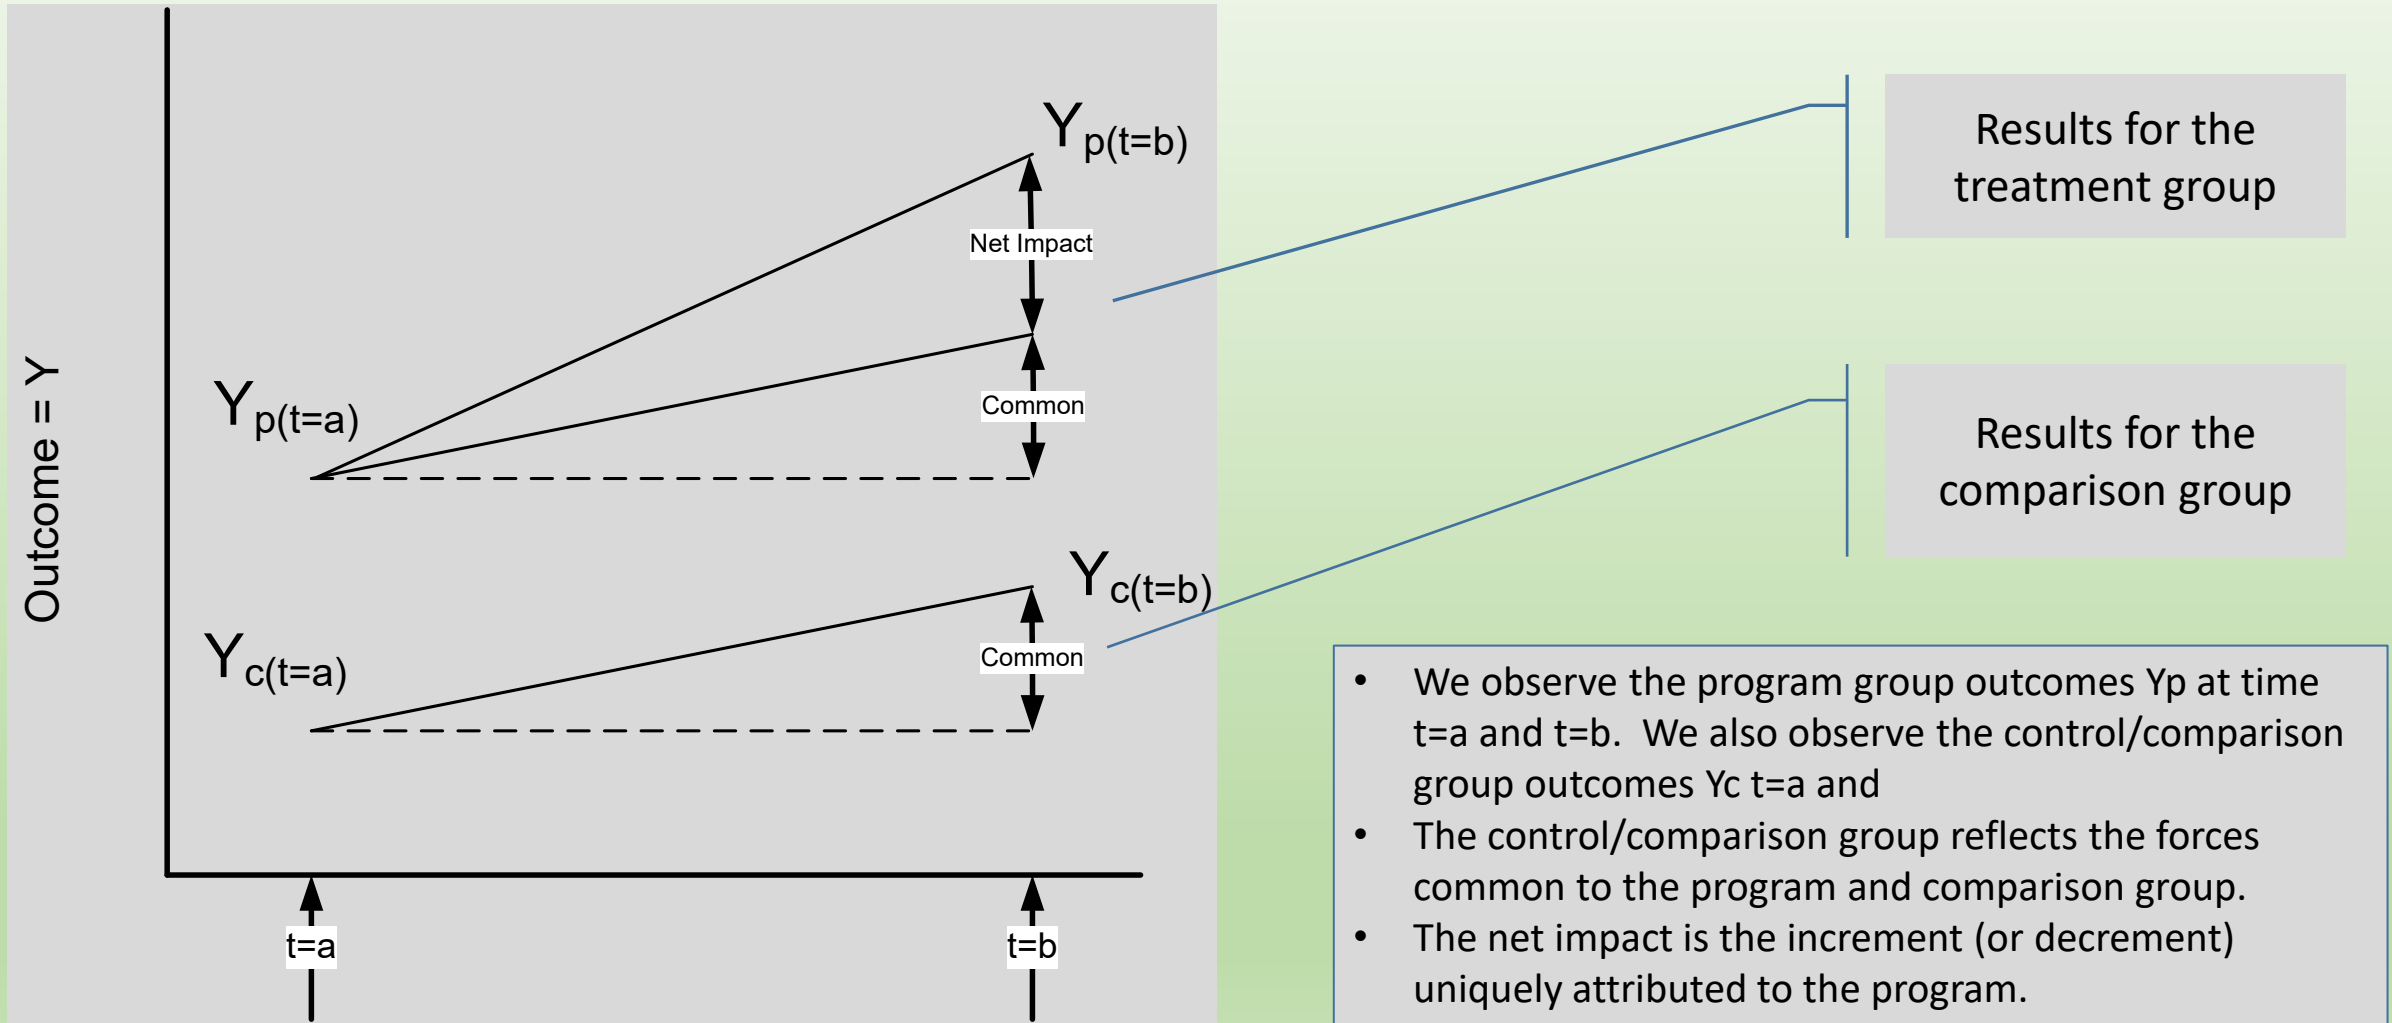 Outcome = Y
Yp(t=b)
Net Impact
Yp(t=a)
Common
Yc(t=b)
Yc(t=a)
Common
t=a
t=b
Results for the
treatment group
Results for the
comparison group
• We observe the program group outcomes Yp at time
t=a and t=b. We also observe the control/comparison
group outcomes Yc t=a and
• The control/comparison group reflects the forces
common to the program and comparison group.
• The net impact is the increment (or decrement)
uniquely attributed to the program.